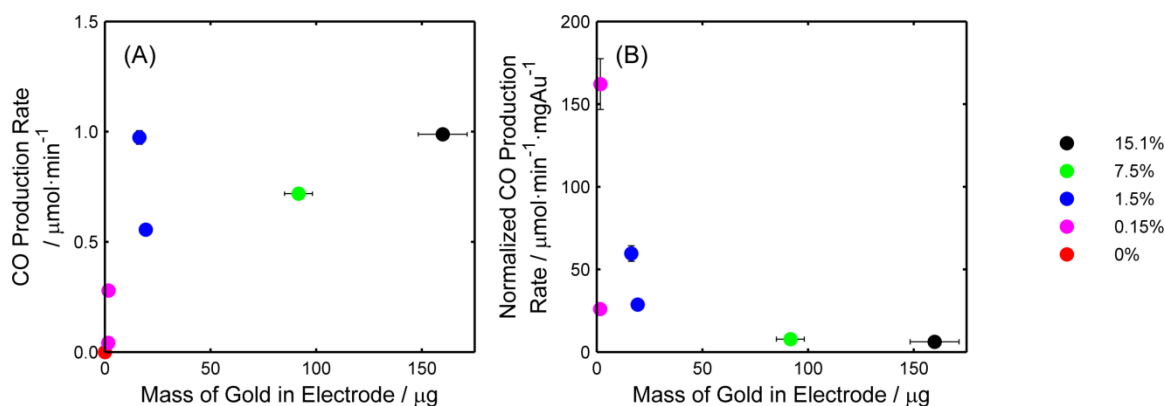 (A)
CO Production Rate
/ μmol·min⁻¹
1.5
1.0
0.5
0.0
0
50
100
150
Mass of Gold in Electrode / μg
(B)
Normalized CO Production
Rate / μmol·min⁻¹·mgAu⁻¹
200
150
100
50
0
0
50
100
150
Mass of Gold in Electrode / μg
15.1%
7.5%
1.5%
0.15%
0%